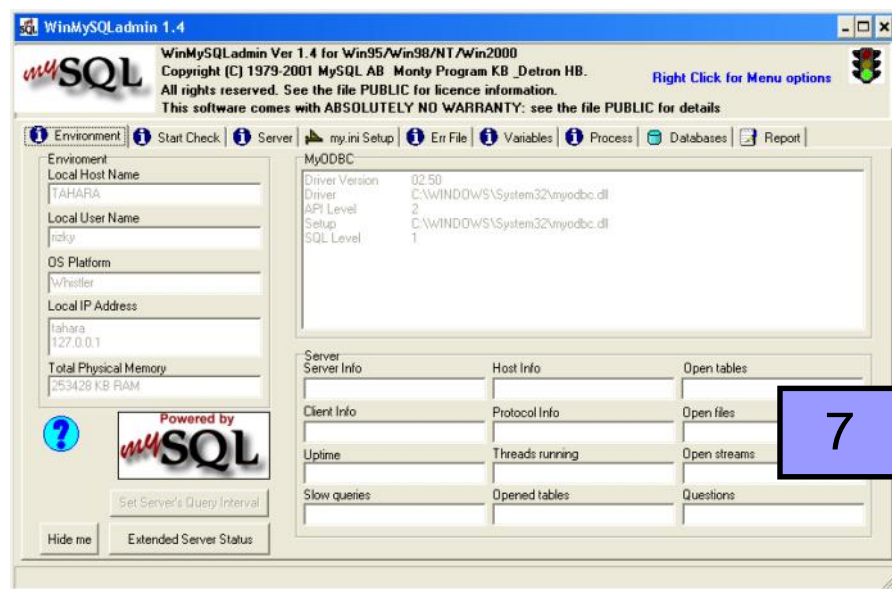 WinMySQLadmin 1.4
WinMySQLadmin Ver 1.4 for Win95/Win98/NT/Win2000
Copyright (C) 1979-2001 MySQL AB Monty Program KB _Detron HB.
All rights reserved. See the file PUBLIC for licence information.
This software comes with ABSOLUTELY NO WARRANTY: see the file PUBLIC for details
mySQL
Right Click for Menu options
Environment Start Check Server my.ini Setup Err File Variables Process Databases Report
Enviroment
Local Host Name
TAHARA
Local User Name
rizky
OS Platform
Whistler
Local IP Address
tahara
127.0.0.1
Total Physical Memory
253428 KB RAM
MyODBC
Driver Version 02.50
Driver C:\WINDOWS\System32\myodbc.dll
API Level 2
Setup C:\WINDOWS\System32\myodbc.dll
SQL Level 1
Server
Server Info Host Info Open tables
Client Info Protocol Info Open files
Uptime Threads running Open streams
Slow queries Opened tables Questions
7
Powered by
mySQL
Set Server's Query Interval
Hide me Extended Server Status